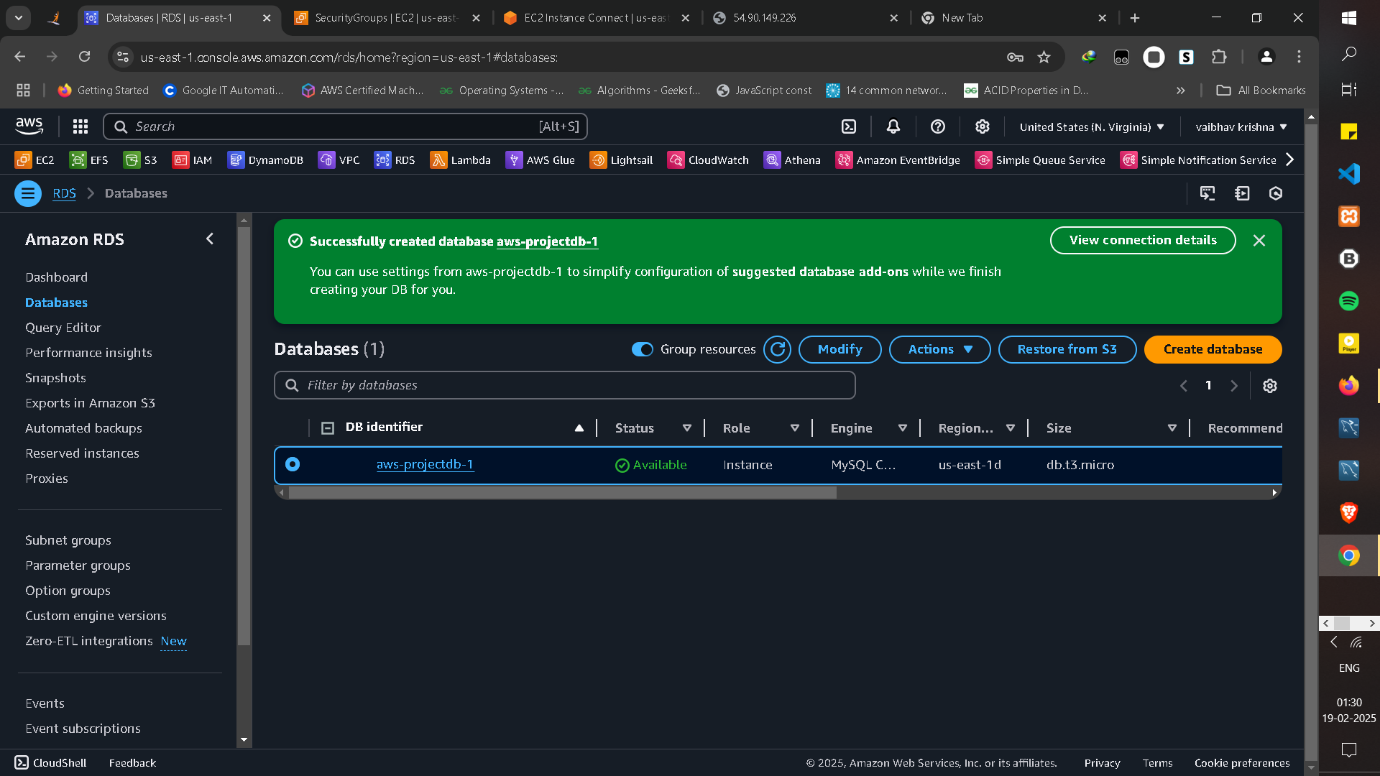 Databases | RDS | us-east-1
SecurityGroups | EC2 | us-east-
EC2 Instance Connect | us-east
54.90.149.226
New Tab
us-east-1.console.aws.amazon.com/rds/home?region=us-east-1#databases:
Getting Started
Google IT Automati...
AWS Certified Mach...
Operating Systems -...
Algorithms - Geeksf...
JavaScript const
14 common networ...
ACID Properties in D...
»
All Bookmarks
aws
Search
[Alt+S]
United States (N. Virginia)
vaibhav krishna
EC2
EFS
S3
IAM
DynamoDB
VPC
RDS
Lambda
AWS Glue
Lightsail
CloudWatch
Athena
Amazon EventBridge
Simple Queue Service
Simple Notification Service
RDS
Databases
Amazon RDS
Dashboard
Databases
Query Editor
Performance insights
Snapshots
Exports in Amazon S3
Automated backups
Reserved instances
Proxies
Subnet groups
Parameter groups
Option groups
Custom engine versions
Zero-ETL integrations New
Events
Event subscriptions
Successfully created database aws-projectdb-1
View connection details
You can use settings from aws-projectdb-1 to simplify configuration of suggested database add-ons while we finish
creating your DB for you.
Databases (1)
Group resources
Modify
Actions
Restore from S3
Create database
Filter by databases
1
DB identifier
Status
Role
Engine
Region...
Size
Recommend
aws-projectdb-1
Available
Instance
MySQL C...
us-east-1d
db.t3.micro
CloudShell
Feedback
© 2025, Amazon Web Services, Inc. or its affiliates.
Privacy
Terms
Cookie preferences
ENG
01:30
19-02-2025